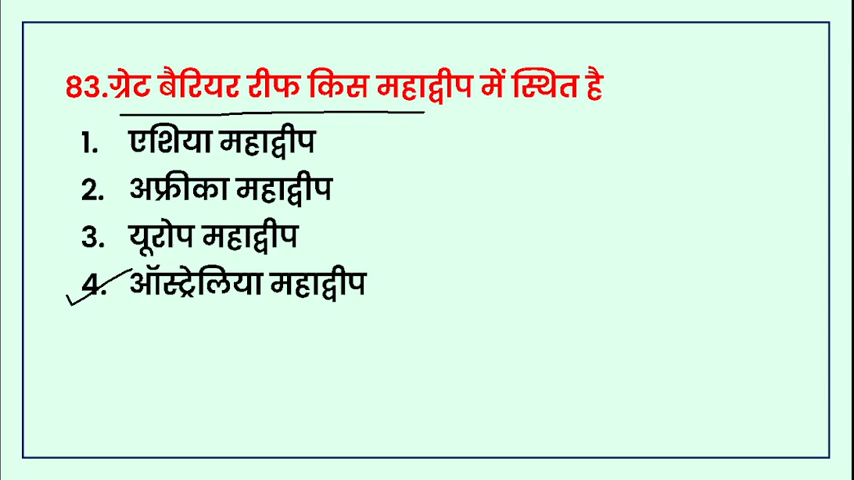 83.ग्रेट बैरियर रीफ किस महाद्वीप में स्थित है
1. एशिया महाद्वीप
2. अफ्रीका महाद्वीप
3. यूरोप महाद्वीप
4. ऑस्ट्रेलिया महाद्वीप